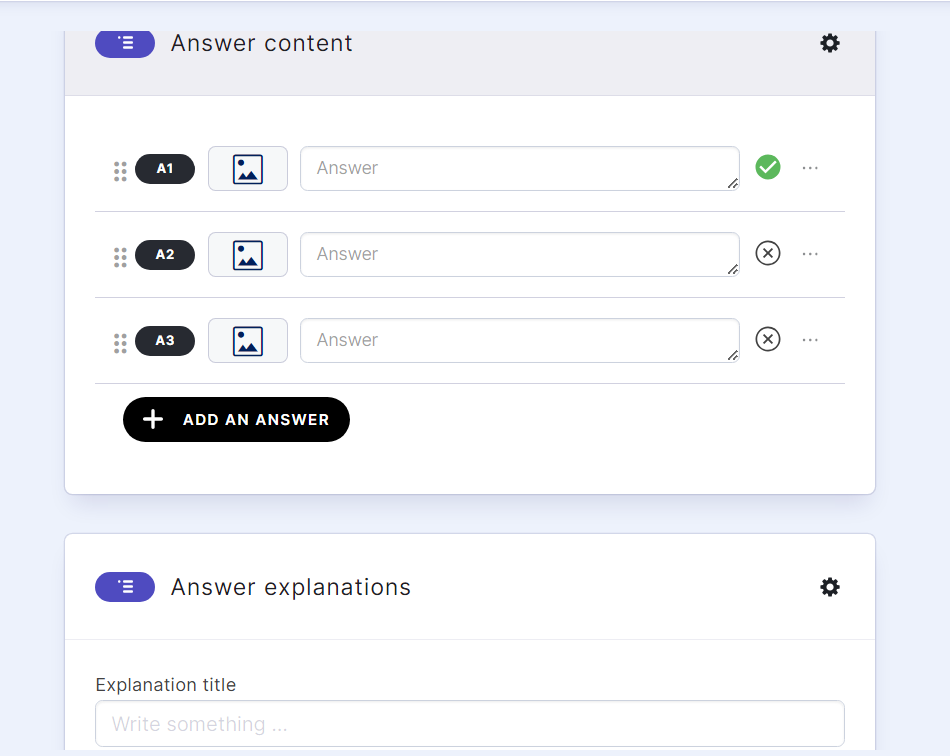 Answer content
A1 Answer ...
A2 Answer ...
A3 Answer ...
ADD AN ANSWER
Answer explanations
Explanation title
Write something ...